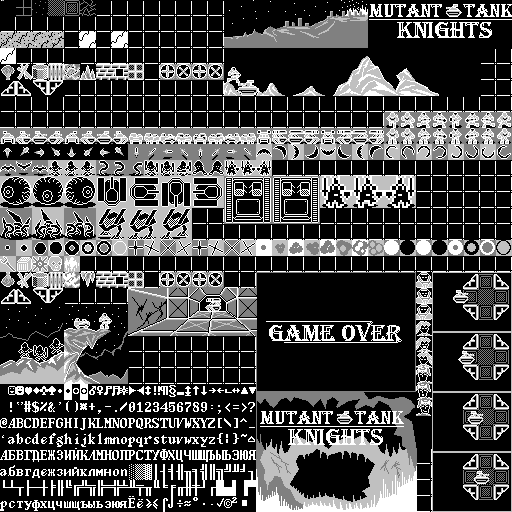 MUTANT TANK
KNIGHTS
GAME OVER
MUTANT TANK
KNIGHTS
!"#$%&'()*+,-./0123456789:;<=>?
@ABCDEFGHIJKLMNOPQRSTUVWXYZ[\]^_
`abcdefghijklmnopqrstuvwxyz{|}~
АБВГДЕЖЗИЙКЛМНОПРСТУФХЦЧШЩЪЫЬЭЮЯ
абвгдежзийклмноп
рстуфхцчшщъыьэюяЁё